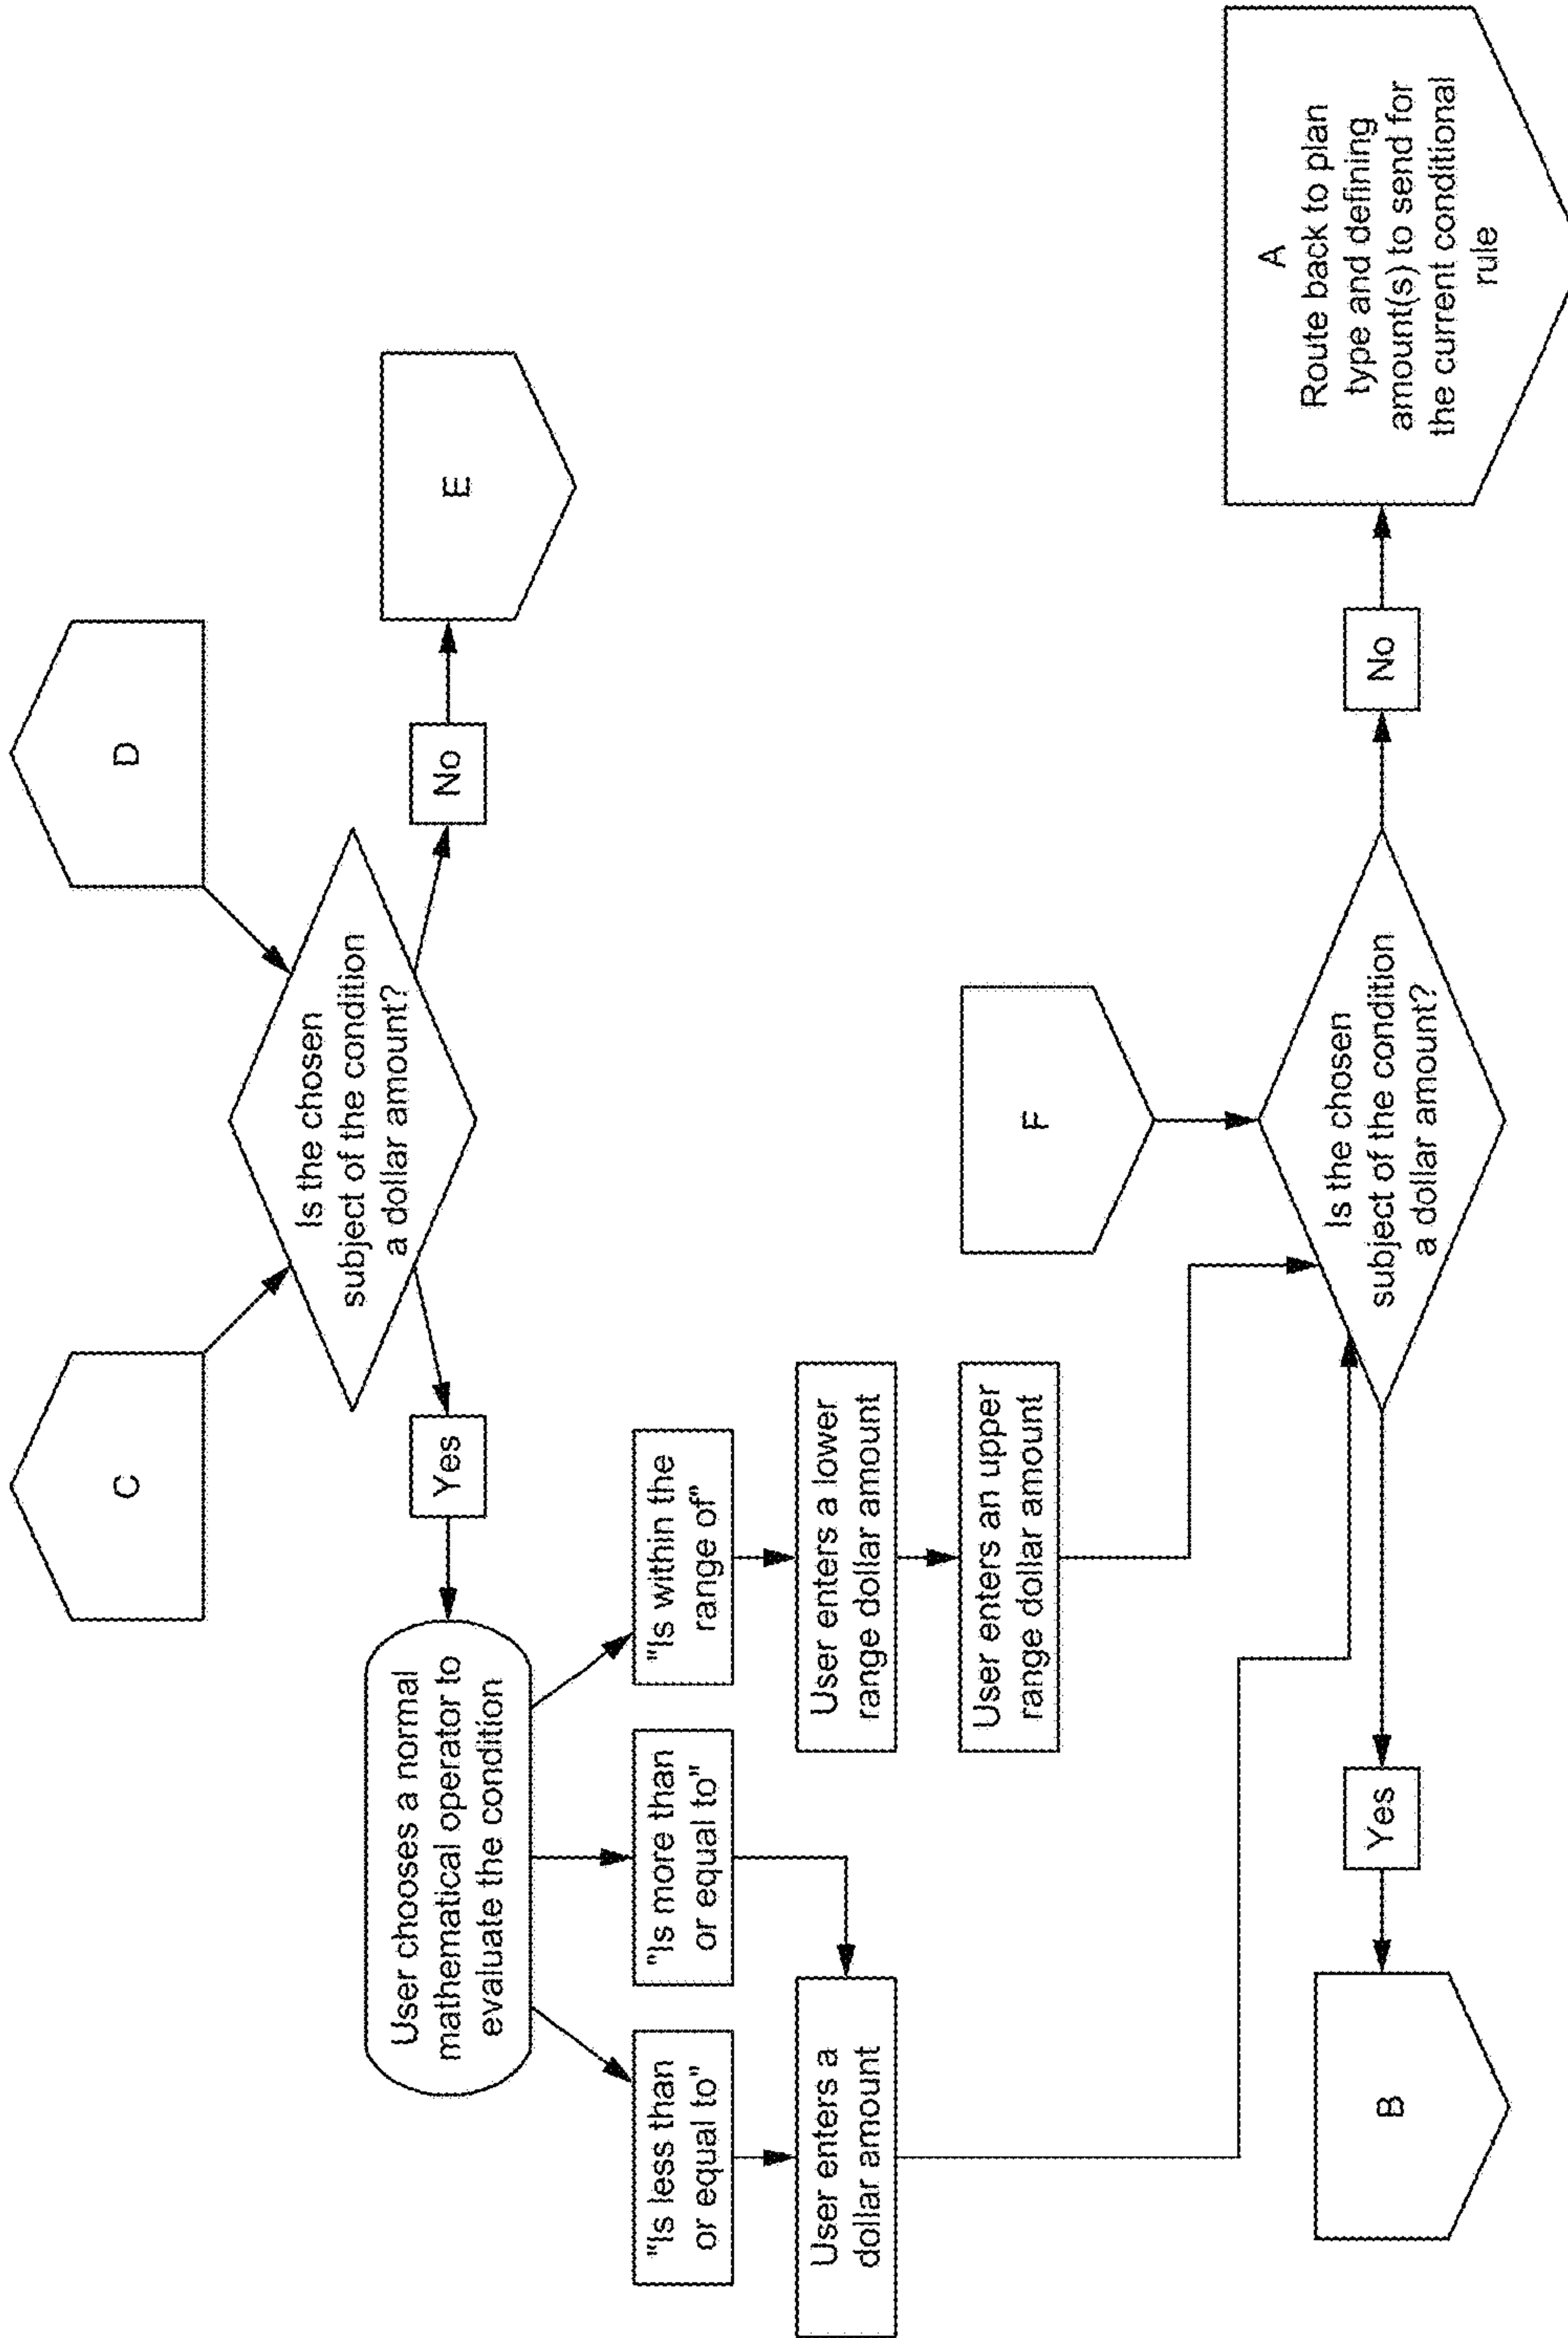 C
D
Is the chosen
subject of the condition
a dollar amount?
Yes
No
E
User chooses a normal
mathematical operator to
evaluate the condition
"Is less than
or equal to"
"Is more than
or equal to"
"Is within the
range of"
User enters a
dollar amount
User enters a lower
range dollar amount
User enters an upper
range dollar amount
F
Is the chosen
subject of the condition
a dollar amount?
Yes
No
B
A
Route back to plan
type and defining
amount(s) to send for
the current conditional
rule